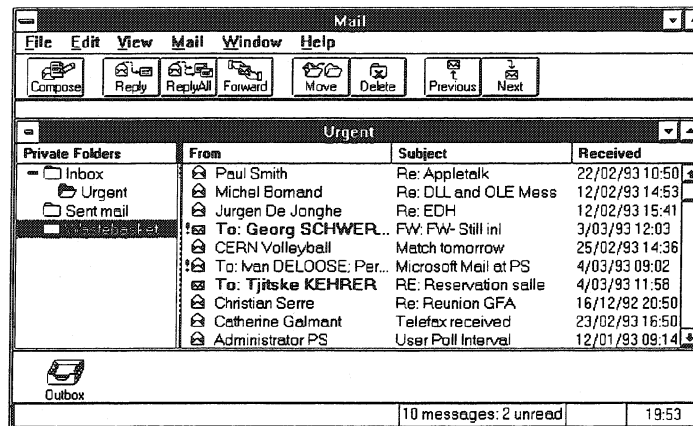 Mail
File Edit View Mail Window Help
Compose Reply ReplyAll Forward Move Delete Previous Next
Urgent
Private Folders From Subject Received
Inbox Paul Smith Re: Appletalk 22/02/93 10:50
Urgent Michel Bornand Re: DLL and OLE Mess 12/02/93 14:53
Sent mail Jurgen De Jonghe Re: EDH 12/02/93 15:41
! To: Georg SCHWER... FW: FW- Still inl 3/03/93 12:03
CERN Volleyball Match tomorrow 25/02/93 14:36
! To: Ivan DELOOSE; Per... Microsoft Mail at PS 4/03/93 09:02
To: Tjitske KEHRER RE: Reservation salle 4/03/93 11:58
Christian Serre Re: Reunion GFA 16/12/92 20:50
Catherine Galmant Telefax received 23/02/93 16:50
Administrator PS User Poll Interval 12/01/93 09:14
Outbox
10 messages: 2 unread 19:53